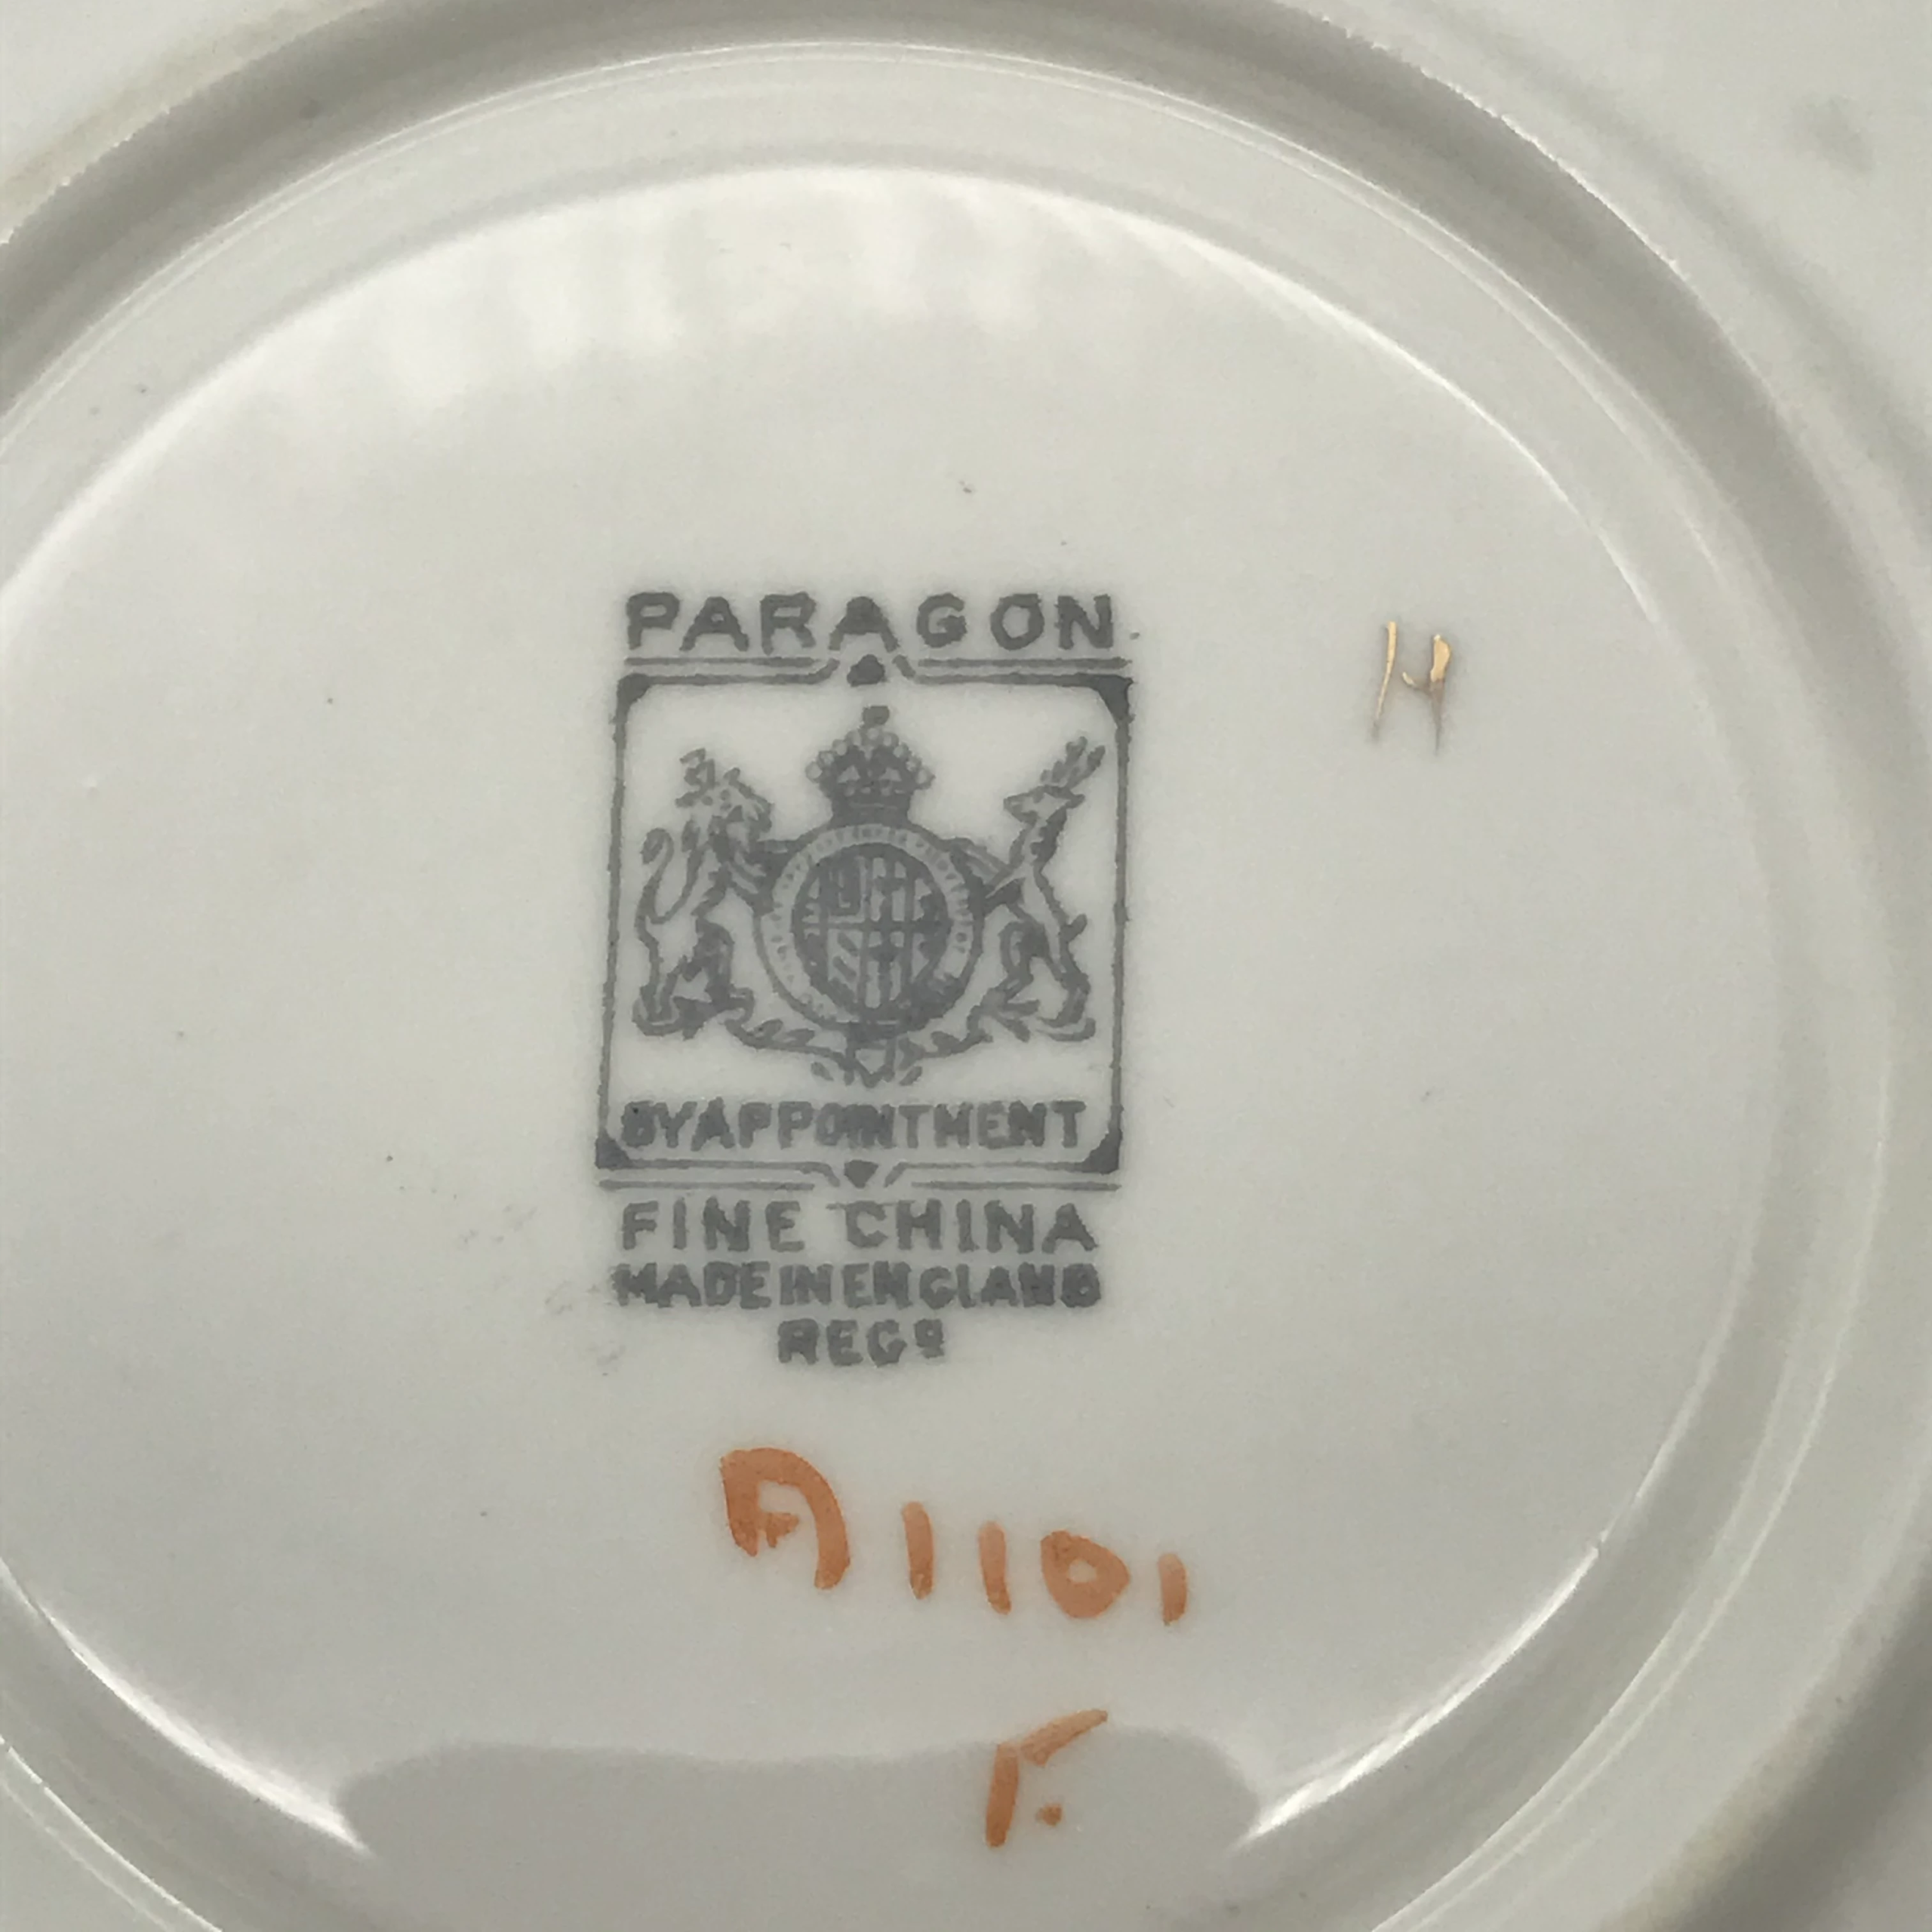 PARAGON
H
BY APPOINTMENT
FINE CHINA
MADE IN ENGLAND
REGD
A1101
F.